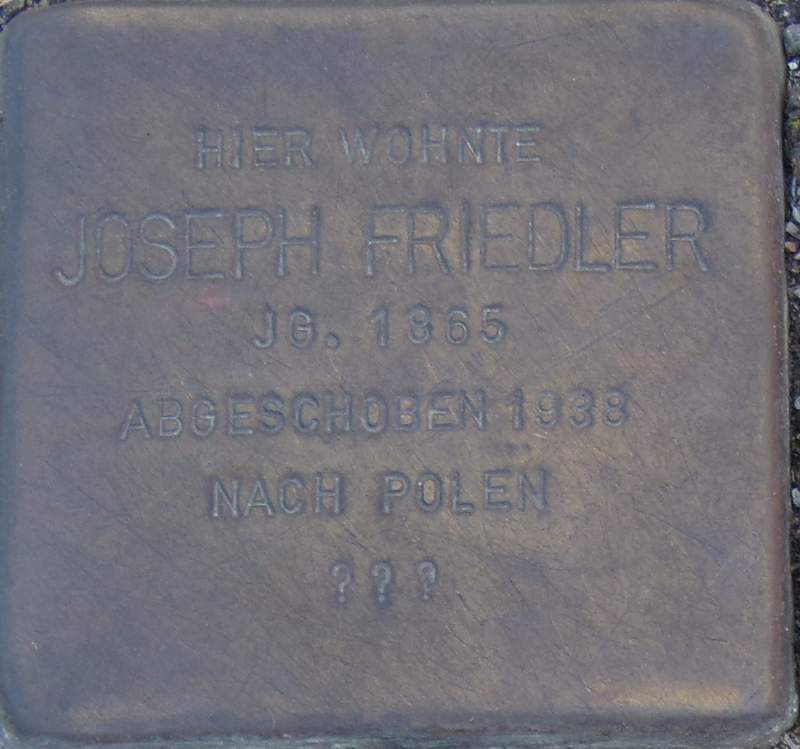 HIER WOHNTE
JOSEPH FRIEDLER
JG. 1865
ABGESCHOBEN 1938
NACH POLEN
???